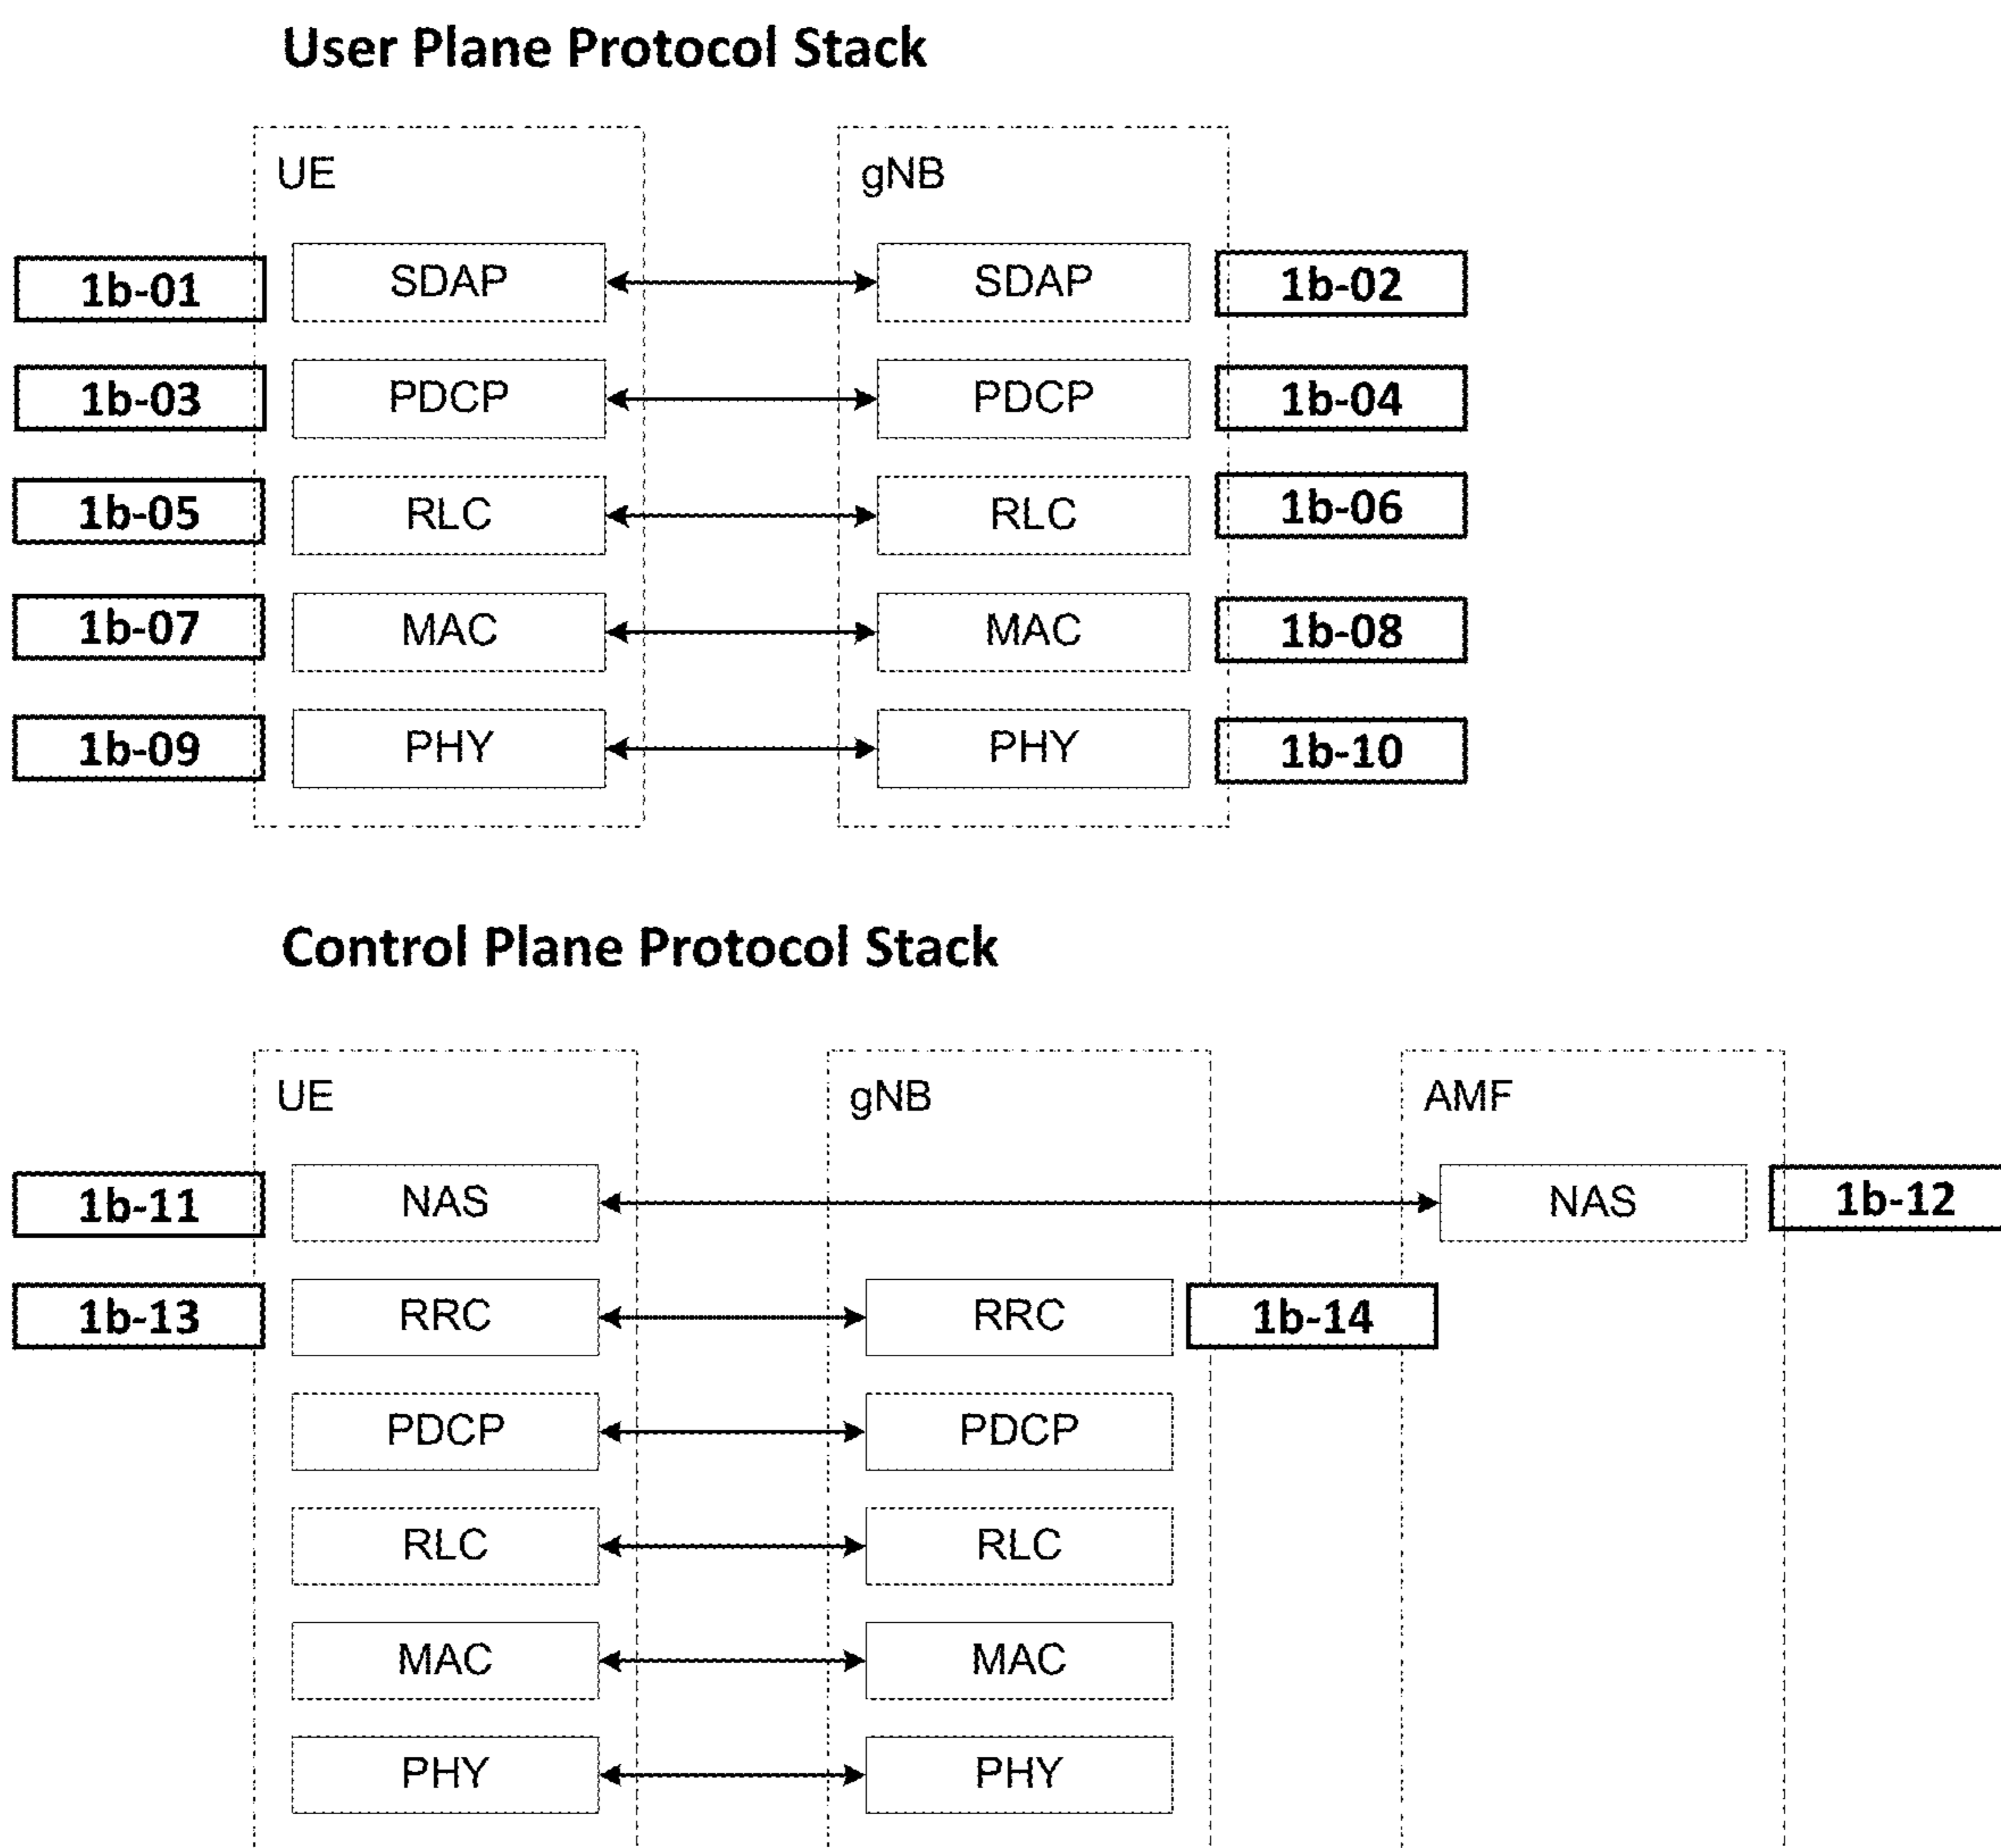 User Plane Protocol Stack
UE gNB
1b-01 SDAP SDAP 1b-02
1b-03 PDCP PDCP 1b-04
1b-05 RLC RLC 1b-06
1b-07 MAC MAC 1b-08
1b-09 PHY PHY 1b-10
Control Plane Protocol Stack
UE gNB AMF
1b-11 NAS NAS 1b-12
1b-13 RRC RRC 1b-14
PDCP PDCP
RLC RLC
MAC MAC
PHY PHY